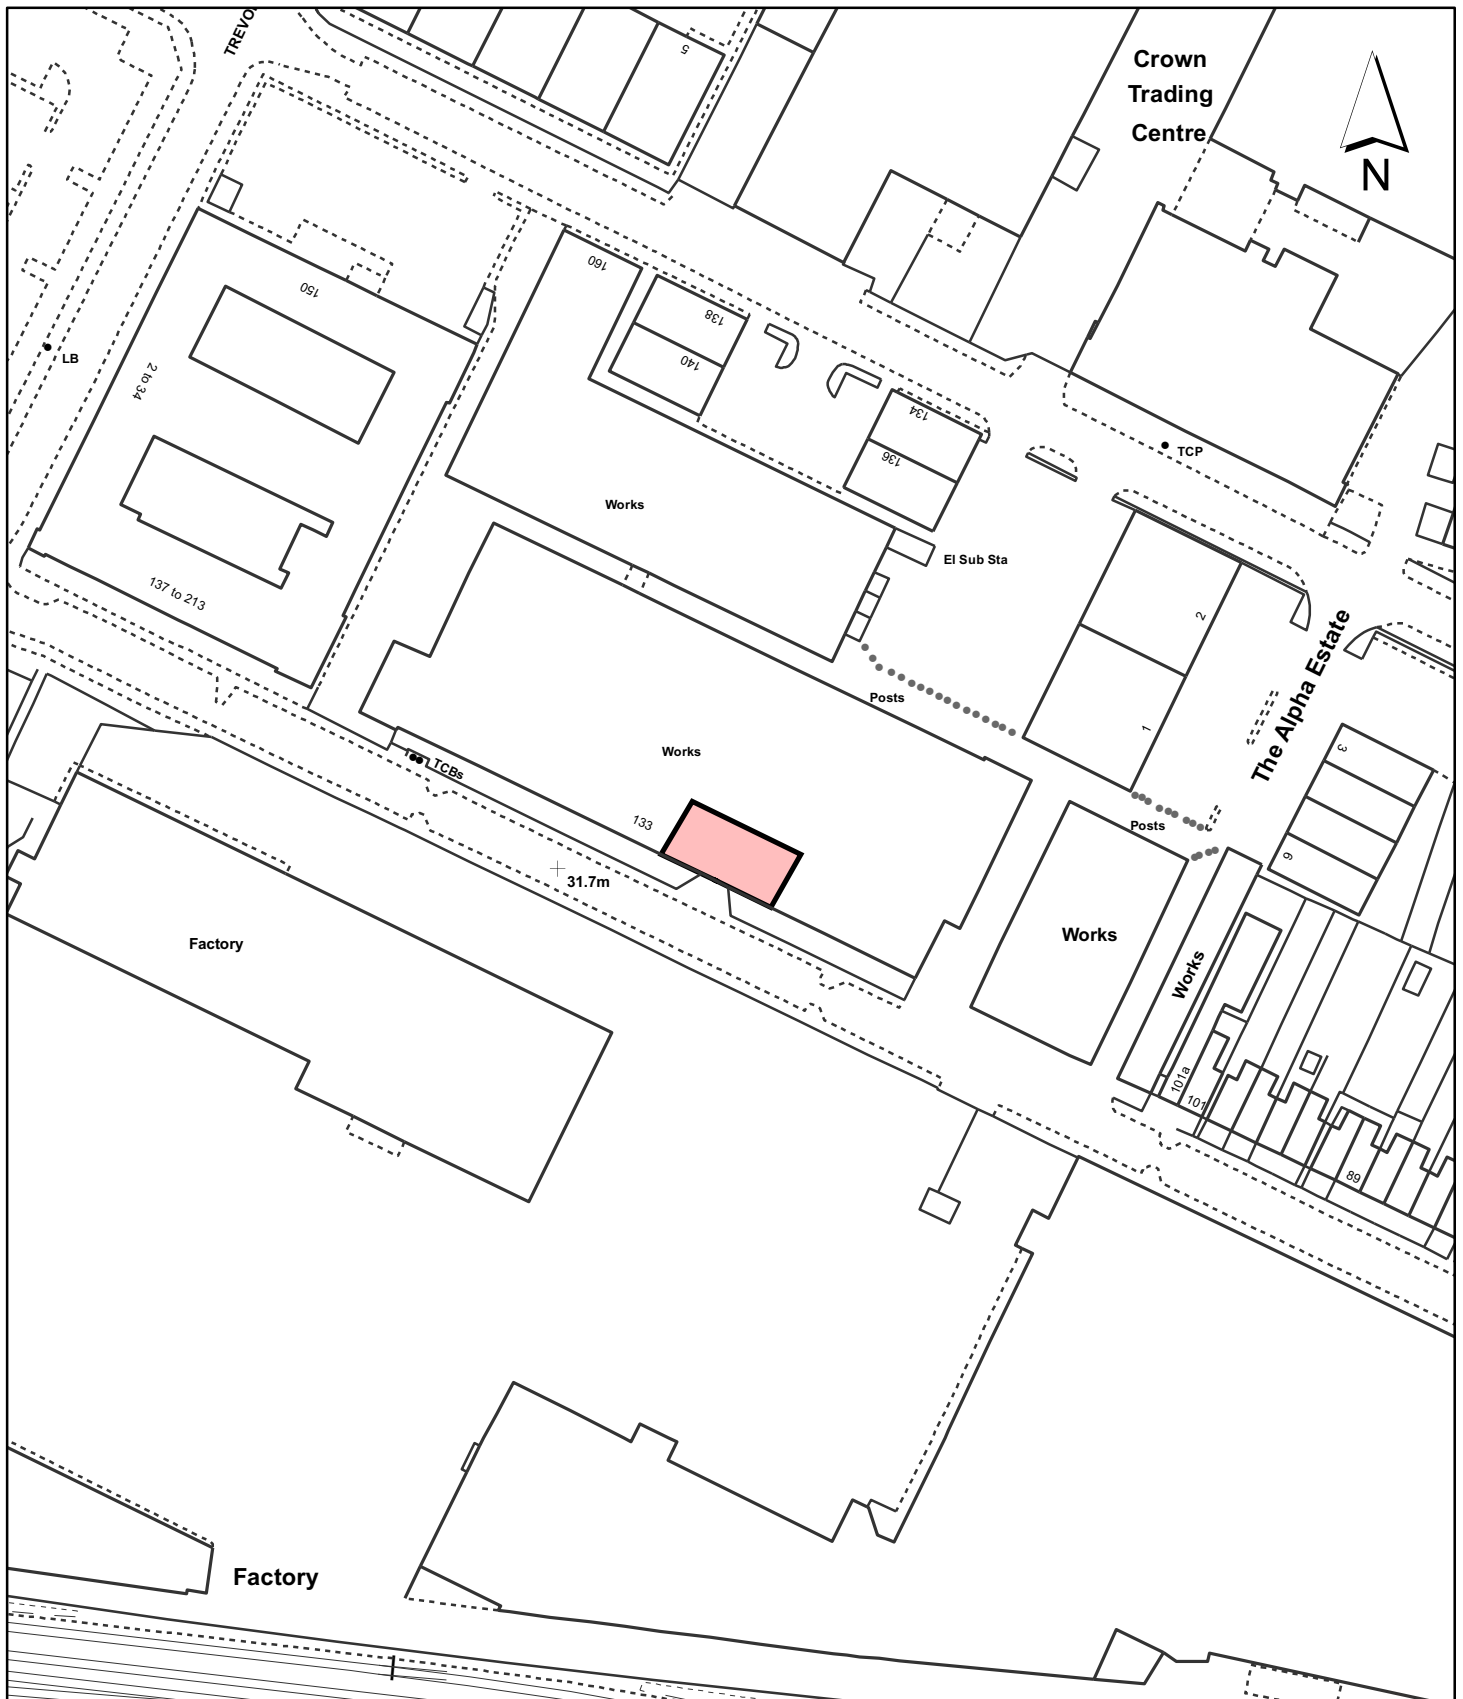 5
Crown
Trading
Centre
N
160
150
138
LB
140
2 to 34
134
TCP
136
Works
El Sub Sta
137 to 213
2
The Alpha Estate
Posts
1
Works
3
TCBs
133
Posts
9
31.7m
Works
Factory
Works
101a
101
89
Factory